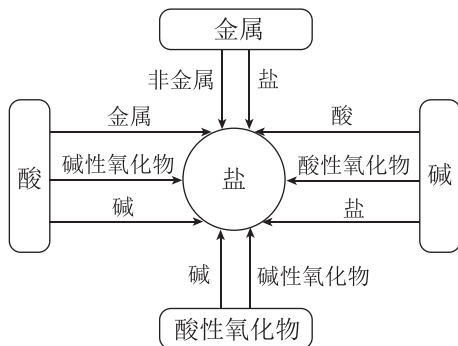 金属
非金属 盐
金属 酸
碱性氧化物 酸性氧化物
酸 盐 碱
碱 盐
碱 碱性氧化物
酸性氧化物